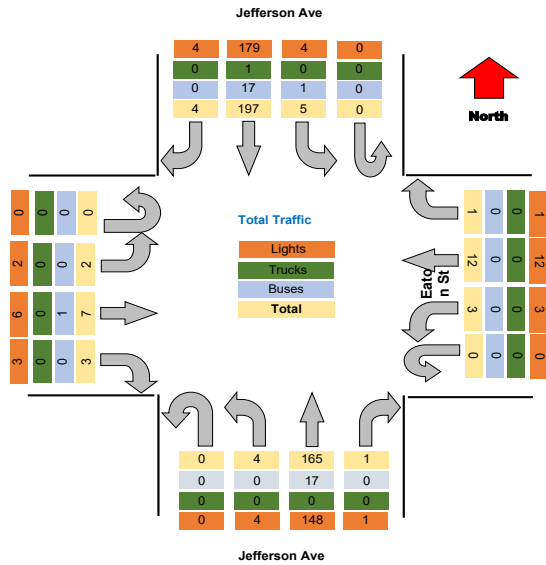 Jefferson Ave
4 179 4 0
0 1 0 0
0 17 1 0
4 197 5 0
North
0 0 0 0
2 0 0 2
6 0 1 7
3 0 0 3
Total Traffic
Lights
Trucks
Buses
Total
1 0 0 1
12 0 0 12
3 0 0 3
0 0 0 0
Eato
n St
0 4 165 1
0 0 17 0
0 0 0 0
0 4 148 1
Jefferson Ave